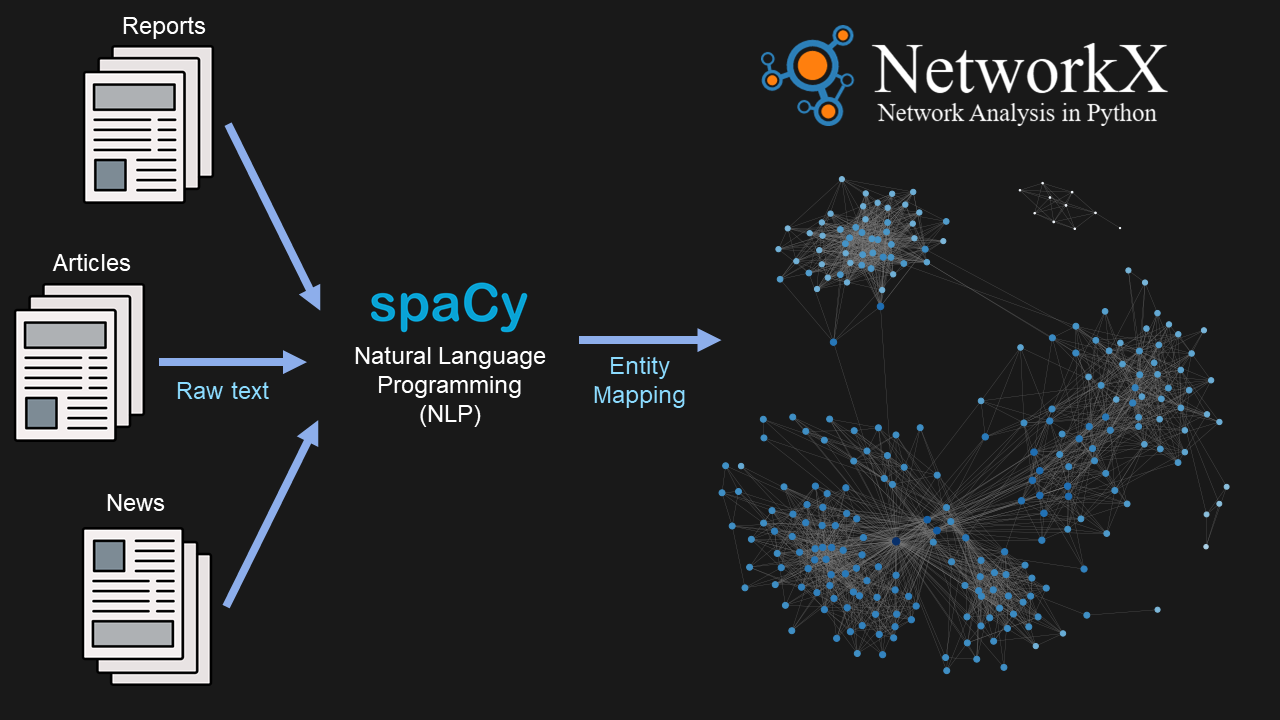 Reports
Articles
Raw text
News
spaCy
Natural Language
Programming
(NLP)
Entity
Mapping
NetworkX
Network Analysis in Python